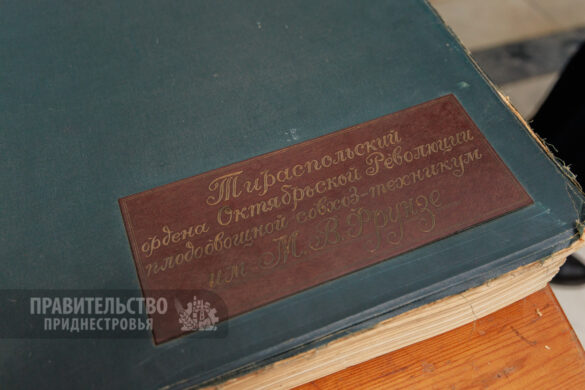 Тираспольский
ордена Октябрьской Революции
плодоовощной совхоз-техникум
им. М. В. Фрунзе
ПРАВИТЕЛЬСТВО
ПРИДНЕСТРОВЬЯ